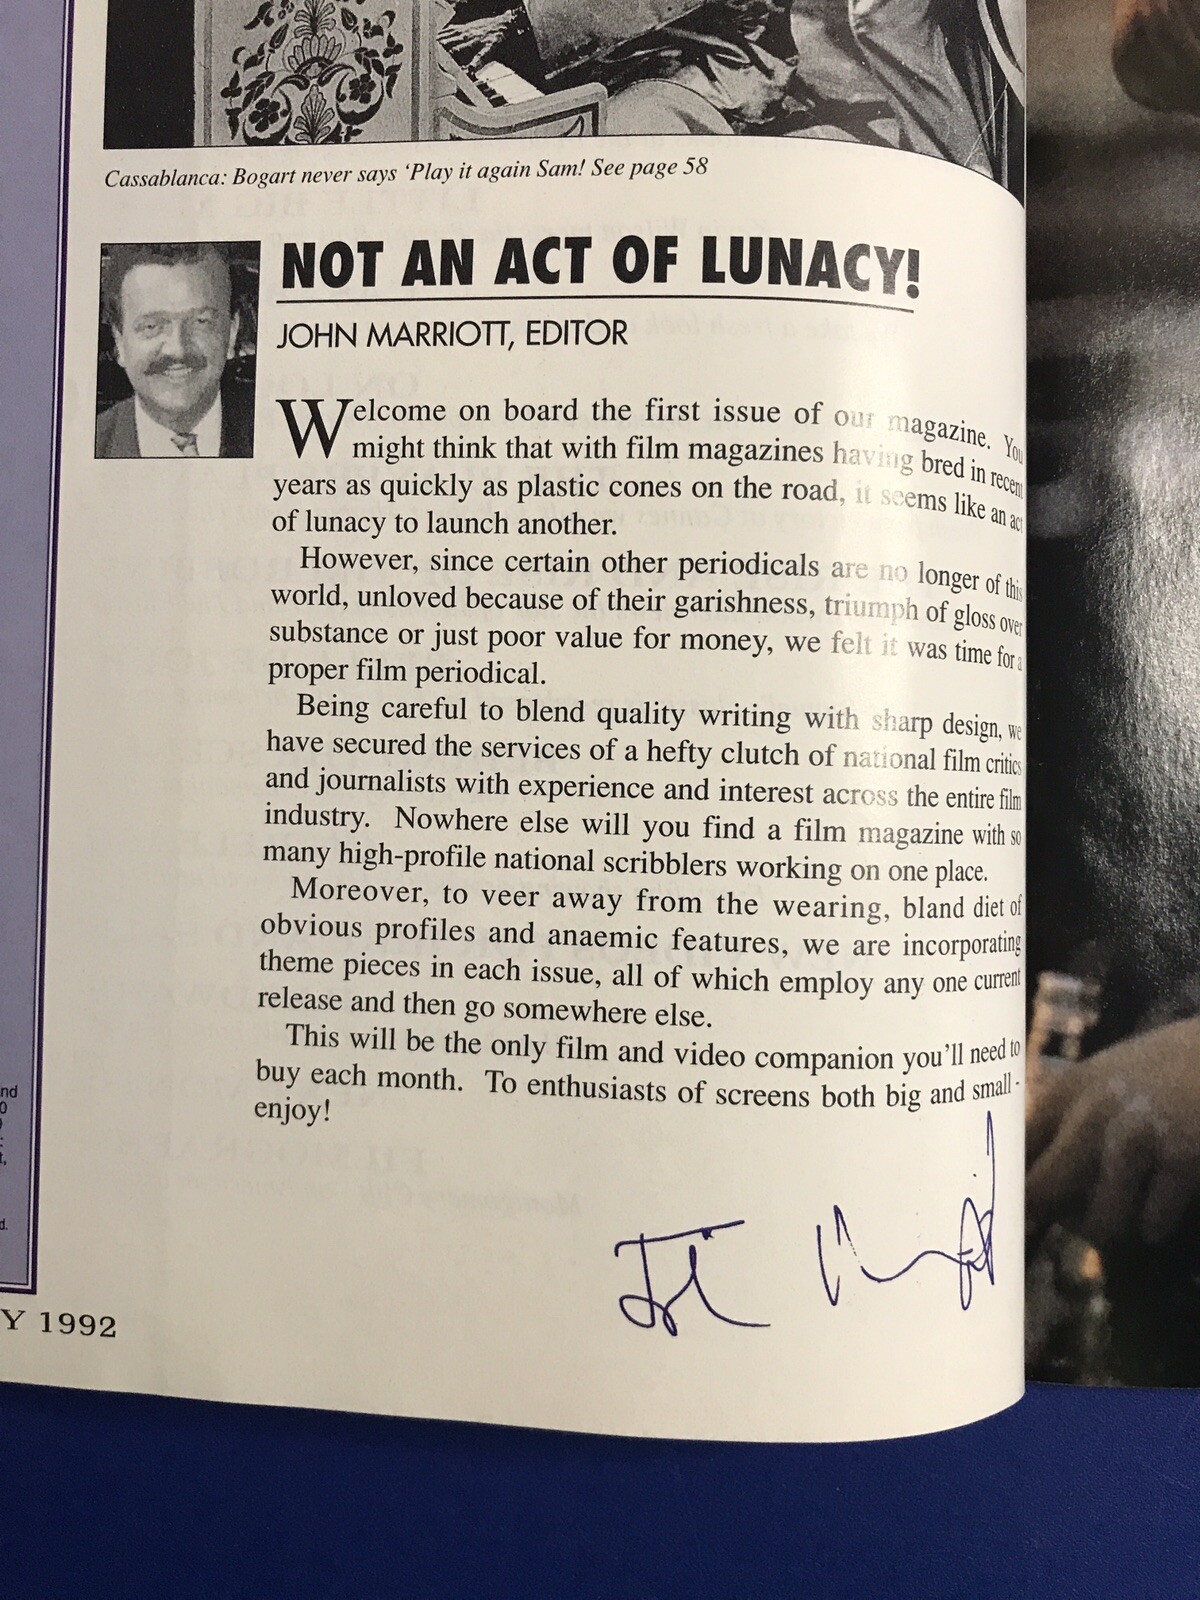 Cassablanca: Bogart never says ‘Play it again Sam! See page 58
NOT AN ACT OF LUNACY!
JOHN MARRIOTT, EDITOR
Welcome on board the first issue of our magazine. You
might think that with film magazines having bred in recent
years as quickly as plastic cones on the road, it seems like an act
of lunacy to launch another.
However, since certain other periodicals are no longer of this
world, unloved because of their garishness, triumph of gloss over
substance or just poor value for money, we felt it was time for a
proper film periodical.
Being careful to blend quality writing with sharp design, we
have secured the services of a hefty clutch of national film critics
and journalists with experience and interest across the entire film
industry. Nowhere else will you find a film magazine with so
many high-profile national scribblers working on one place.
Moreover, to veer away from the wearing, bland diet of
obvious profiles and anaemic features, we are incorporating
theme pieces in each issue, all of which employ any one current
release and then go somewhere else.
This will be the only film and video companion you’ll need to
buy each month. To enthusiasts of screens both big and small -
enjoy!
nd
0
t,
d.
Y 1992